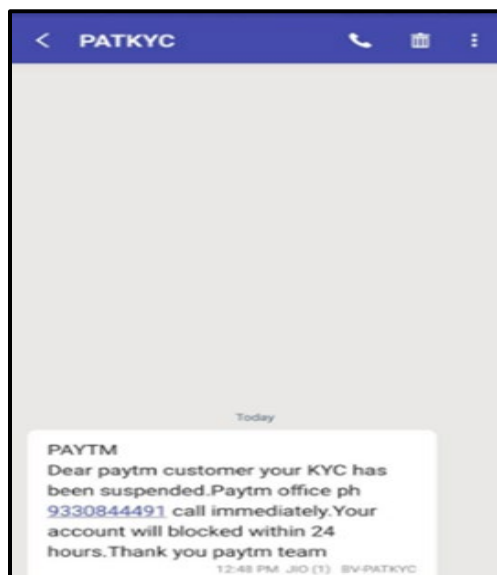 PATKYC
Today
PAYTM
Dear paytm customer your KYC has
been suspended.Paytm office ph
9330844491 call immediately.Your
account will blocked within 24
hours.Thank you paytm team
12:48 PM JIO (1) BV-PATKYC